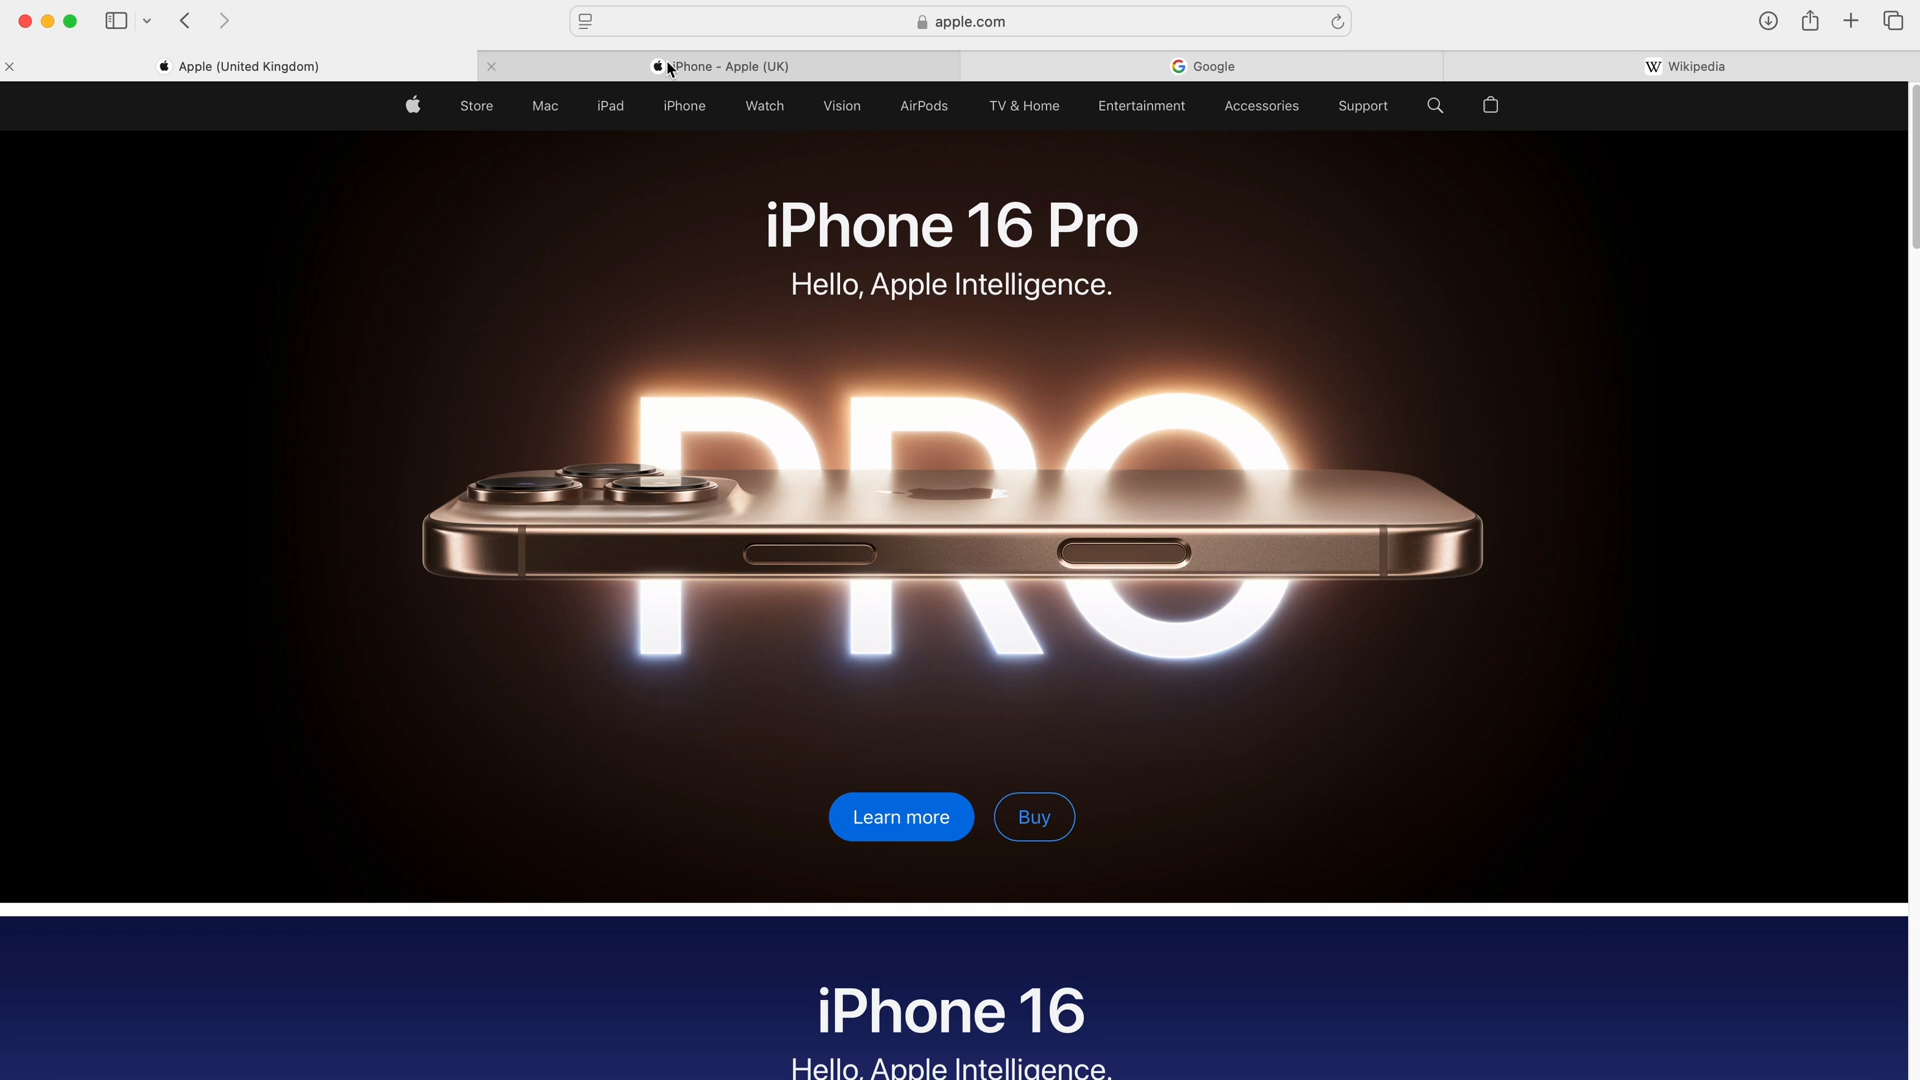 apple.com
Apple (United Kingdom)
iPhone - Apple (UK)
Google
Wikipedia
Store
Mac
iPad
iPhone
Watch
Vision
AirPods
TV & Home
Entertainment
Accessories
Support
iPhone 16 Pro
Hello, Apple Intelligence.
PRO
Learn more
Buy
iPhone 16
Hello, Apple Intelligence.